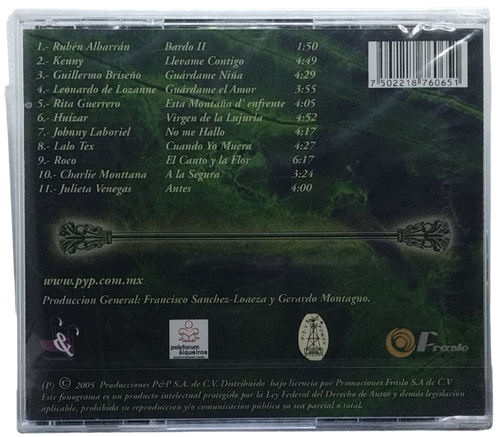 1.- Rubén Albarrán Bardo II 1:50
2.- Kenny Llevame Contigo 4:49
3.- Guillermo Briseño Guárdame Niña 4:29
4.- Leonardo de Lozanne Guárdame el Amor 3:55
5.- Rita Guerrero Esta Montaña d' enfrente 4:05
6.- Huízar Virgen de la Lujuria 4:52
7.- Johnny Laboriel No me Hallo 4:17
8.- Lalo Tex Cuando Yo Muera 4:27
9.- Roco El Canto y la Flor 6:17
10.- Charlie Monttana A la Segura 3:24
11.- Julieta Venegas Antes 4:00
7 502218 760651
www.pyp.com.mx
Produccion General: Francisco Sanchez-Loaeza y Gerardo Montagno.
polyforum
siqueiros
Fraslo
(P) © 2005 Producciones P&P S.A. de C.V. Distribuido bajo licencia por Promociones Fraslo S.A de C.V
Este fonograma es un producto intelectual protegido por la Ley Federal del Derecho de Autor y demás legislación
aplicable, prohibida su reproducción y/o comunicación publica ya sea parcial o total.